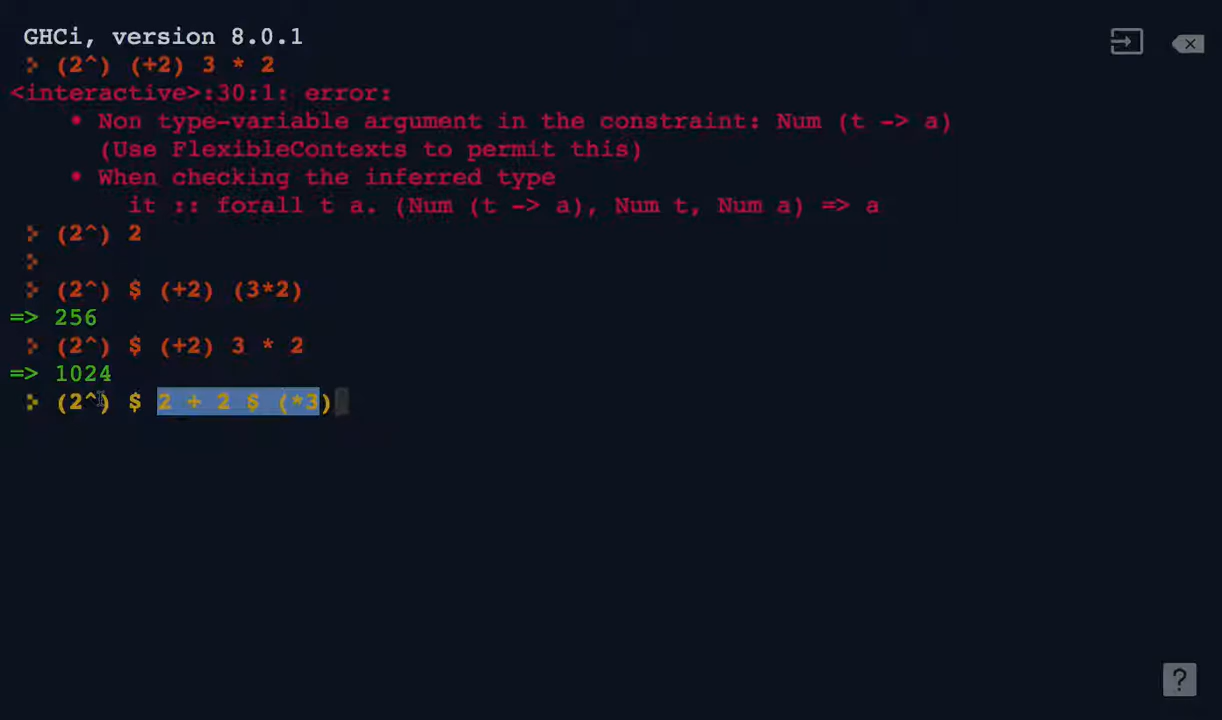 GHCi, version 8.0.1
(2^) (+2) 3 * 2
<interactive>:30:1: error:
• Non type-variable argument in the constraint: Num (t -> a)
(Use FlexibleContexts to permit this)
• When checking the inferred type
it :: forall t a. (Num (t -> a), Num t, Num a) => a
(2^) 2
(2^) $ (+2) (3*2)
=> 256
(2^) $ (+2) 3 * 2
=> 1024
(2^) $ 2 + 2 $ (*3)
?